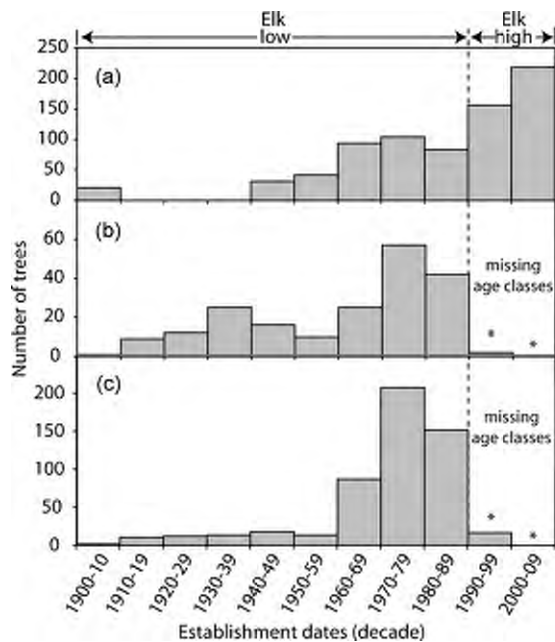 Elk
low
Elk
high
250
(a)
200
150
100
50
0
(b)
60
missing
age classes
40
*
*
20
0
(c)
200
missing
age classes
150
100
*
*
50
0
Number of trees
1900-10
1910-19
1920-29
1930-39
1940-49
1950-59
1960-69
1970-79
1980-89
1990-99
2000-09
Establishment dates (decade)